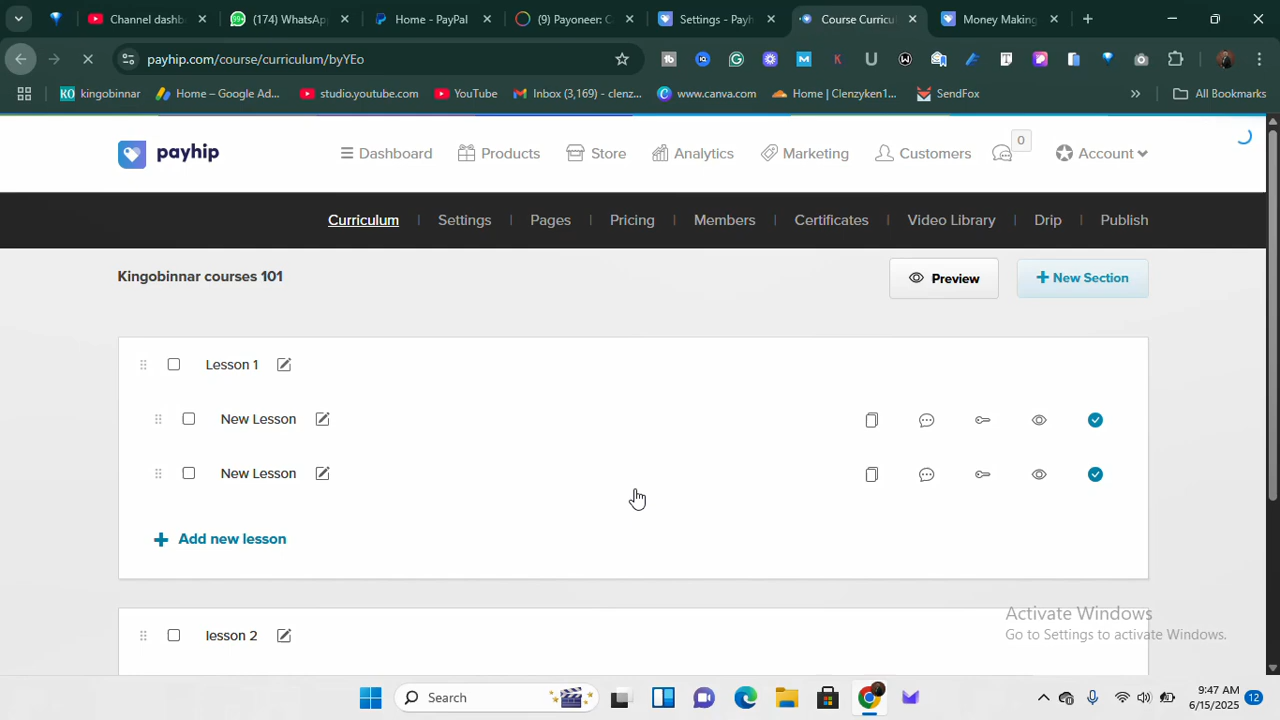 Channel dashb
(174) WhatsApp
Home - PayPal
(9) Payoneer: C
Settings - Payh
Course Curricu
Money Making
payhip.com/course/curriculum/byYEo
kingobinnar
Home – Google Ad...
studio.youtube.com
YouTube
Inbox (3,169) - clenz...
www.canva.com
Home | Clenzyken1...
SendFox
All Bookmarks
payhip
Dashboard
Products
Store
Analytics
Marketing
Customers
0
Account
Curriculum
Settings
Pages
Pricing
Members
Certificates
Video Library
Drip
Publish
Kingobinnar courses 101
Preview
New Section
Lesson 1
New Lesson
New Lesson
Add new lesson
lesson 2
Activate Windows
Go to Settings to activate Windows.
Search
9:47 AM
6/15/2025
12